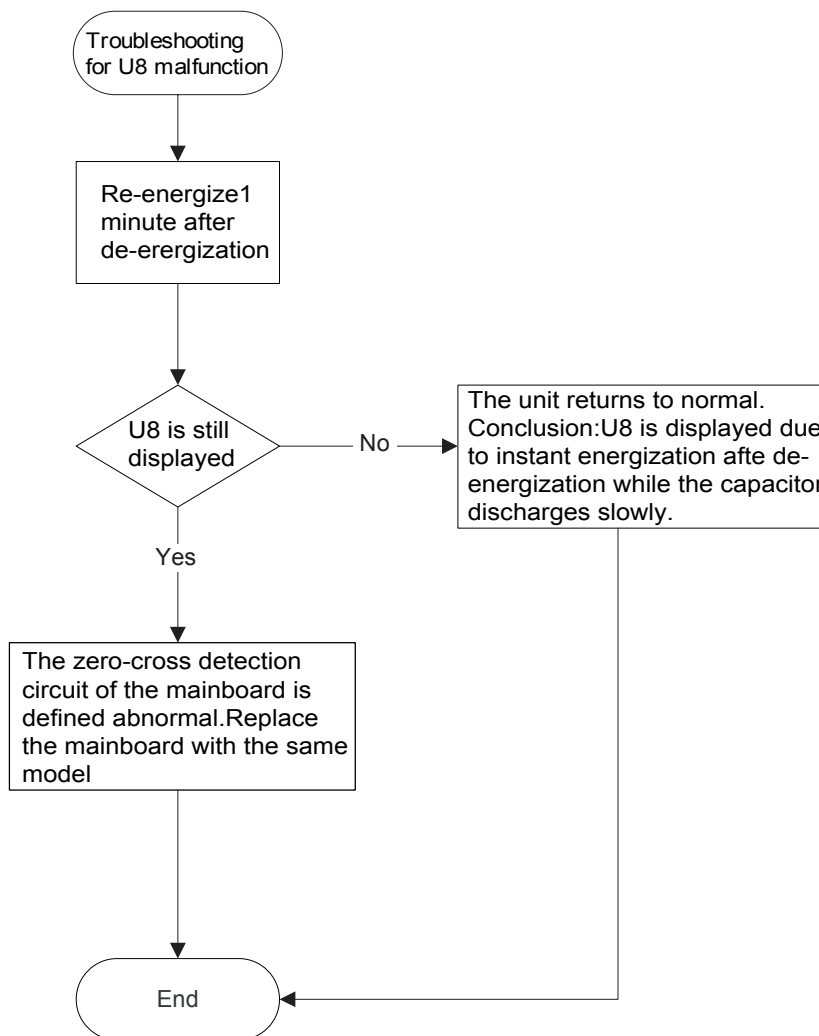 Troubleshooting
for U8 malfunction
Re-energize1
minute after
de-erergization
U8 is still
displayed
No
The unit returns to normal.
Conclusion:U8 is displayed due
to instant energization afte de-
energization while the capacitor
discharges slowly.
Yes
The zero-cross detection
circuit of the mainboard is
defined abnormal.Replace
the mainboard with the same
model
End